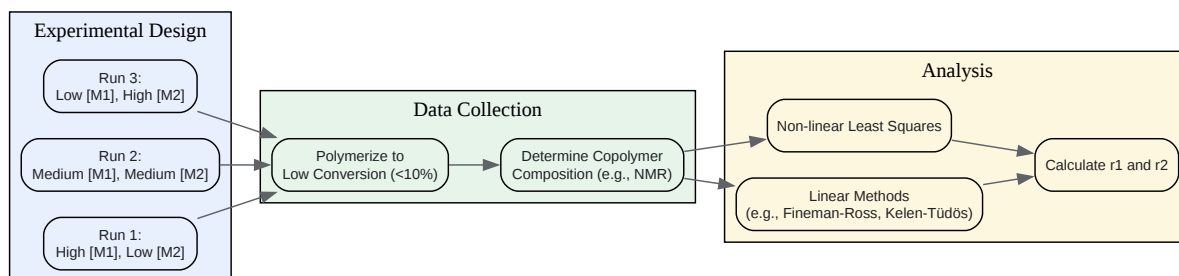 Experimental Design
Run 3:
Low [M1], High [M2]
Run 2:
Medium [M1], Medium [M2]
Run 1:
High [M1], Low [M2]
Data Collection
Polymerize to
Low Conversion (<10%)
Determine Copolymer
Composition (e.g., NMR)
Analysis
Non-linear Least Squares
Linear Methods
(e.g., Fineman-Ross, Kelen-Tüdös)
Calculate r1 and r2